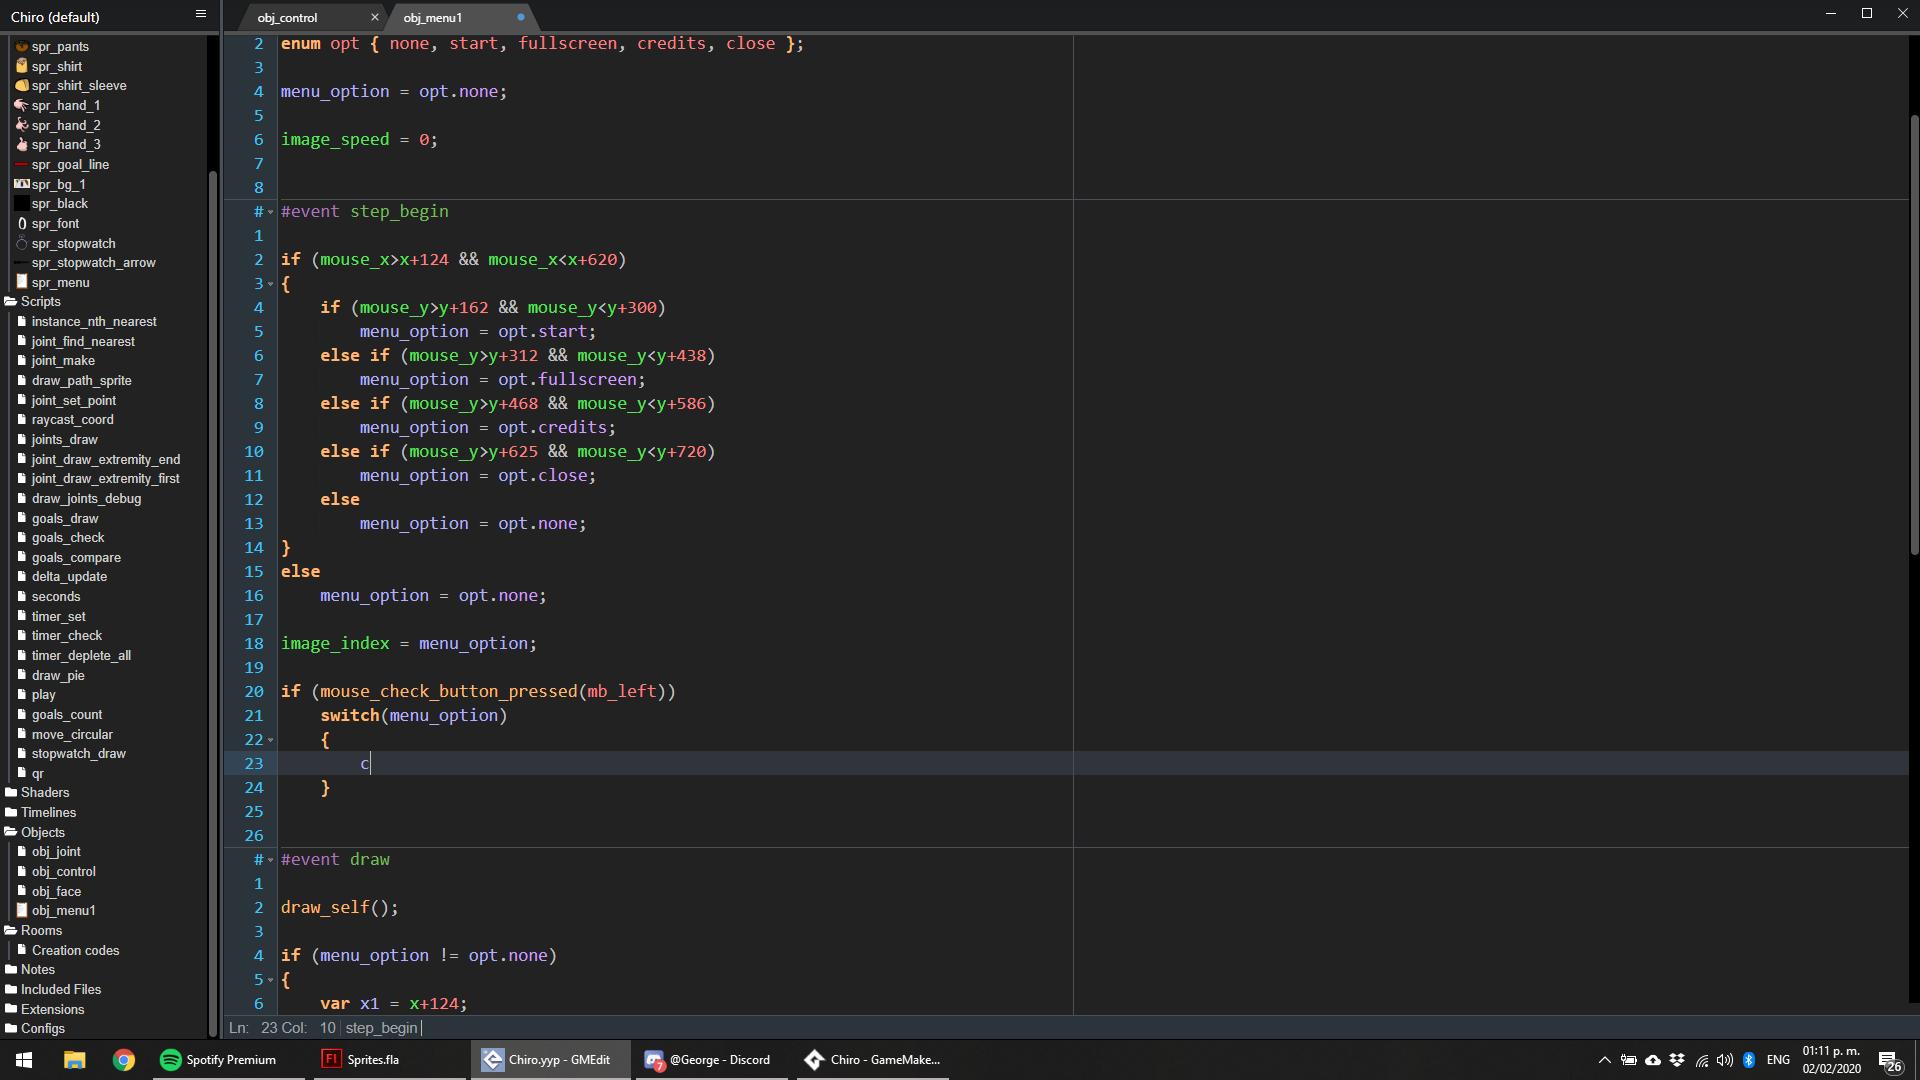 Chiro (default)
obj_control
obj_menu1
spr_pants
spr_shirt
spr_shirt_sleeve
spr_hand_1
spr_hand_2
spr_hand_3
spr_goal_line
spr_bg_1
spr_black
spr_font
spr_stopwatch
spr_stopwatch_arrow
spr_menu
Scripts
instance_nth_nearest
joint_find_nearest
joint_make
draw_path_sprite
joint_set_point
raycast_coord
joints_draw
joint_draw_extremity_end
joint_draw_extremity_first
draw_joints_debug
goals_draw
goals_check
goals_compare
delta_update
seconds
timer_set
timer_check
timer_deplete_all
draw_pie
play
goals_count
move_circular
stopwatch_draw
qr
Shaders
Timelines
Objects
obj_joint
obj_control
obj_face
obj_menu1
Rooms
Creation codes
Notes
Included Files
Extensions
Configs
2 enum opt { none, start, fullscreen, credits, close };
3
4 menu_option = opt.none;
5
6 image_speed = 0;
7
8
# #event step_begin
1
2 if (mouse_x>x+124 && mouse_x<x+620)
3 {
4     if (mouse_y>y+162 && mouse_y<y+300)
5         menu_option = opt.start;
6     else if (mouse_y>y+312 && mouse_y<y+438)
7         menu_option = opt.fullscreen;
8     else if (mouse_y>y+468 && mouse_y<y+586)
9         menu_option = opt.credits;
10     else if (mouse_y>y+625 && mouse_y<y+720)
11         menu_option = opt.close;
12     else
13         menu_option = opt.none;
14 }
15 else
16     menu_option = opt.none;
17
18 image_index = menu_option;
19
20 if (mouse_check_button_pressed(mb_left))
21     switch(menu_option)
22     {
23         c
24     }
25
26
# #event draw
1
2 draw_self();
3
4 if (menu_option != opt.none)
5 {
6     var x1 = x+124;
Ln: 23 Col: 10 step_begin
Spotify Premium
Fl Sprites.fla
Chiro.yyp - GMEdit
7 @George - Discord
Chiro - GameMake...
ENG
01:11 p. m.
02/02/2020
26